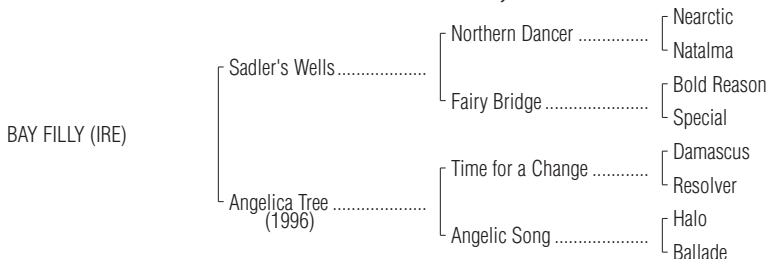 Nearctic
Northern Dancer ...............
Natalma
Sadler's Wells...................
Bold Reason
Fairy Bridge......................
Special
BAY FILLY (IRE)
Damascus
Time for a Change ............
Resolver
Angelica Tree ....................
(1996)
Halo
Angelic Song ....................
Ballade